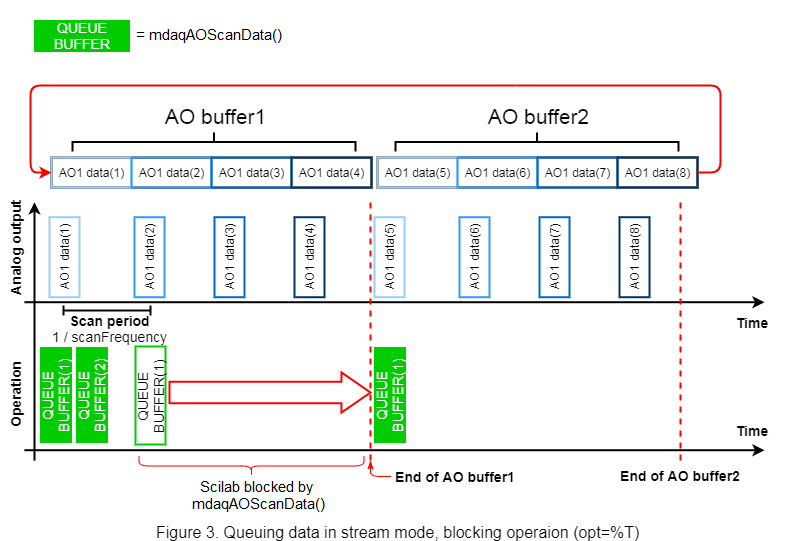 QUEUE
BUFFER
= mdaqAOScanData()
AO buffer1
AO buffer2
AO1 data(1)
AO1 data(2)
AO1 data(3)
AO1 data(4)
AO1 data(5)
AO1 data(6)
AO1 data(7)
AO1 data(8)
Analog output
AO1 data(1)
AO1 data(2)
AO1 data(3)
AO1 data(4)
AO1 data(5)
AO1 data(6)
AO1 data(7)
AO1 data(8)
Time
Scan period
1 / scanFrequency
Operation
QUEUE
BUFFER(1)
QUEUE
BUFFER(2)
QUEUE
BUFFER(1)
QUEUE
BUFFER(1)
Time
End of AO buffer1
End of AO buffer2
Scilab blocked by
mdaqAOScanData()
Figure 3. Queuing data in stream mode, blocking operaion (opt=%T)